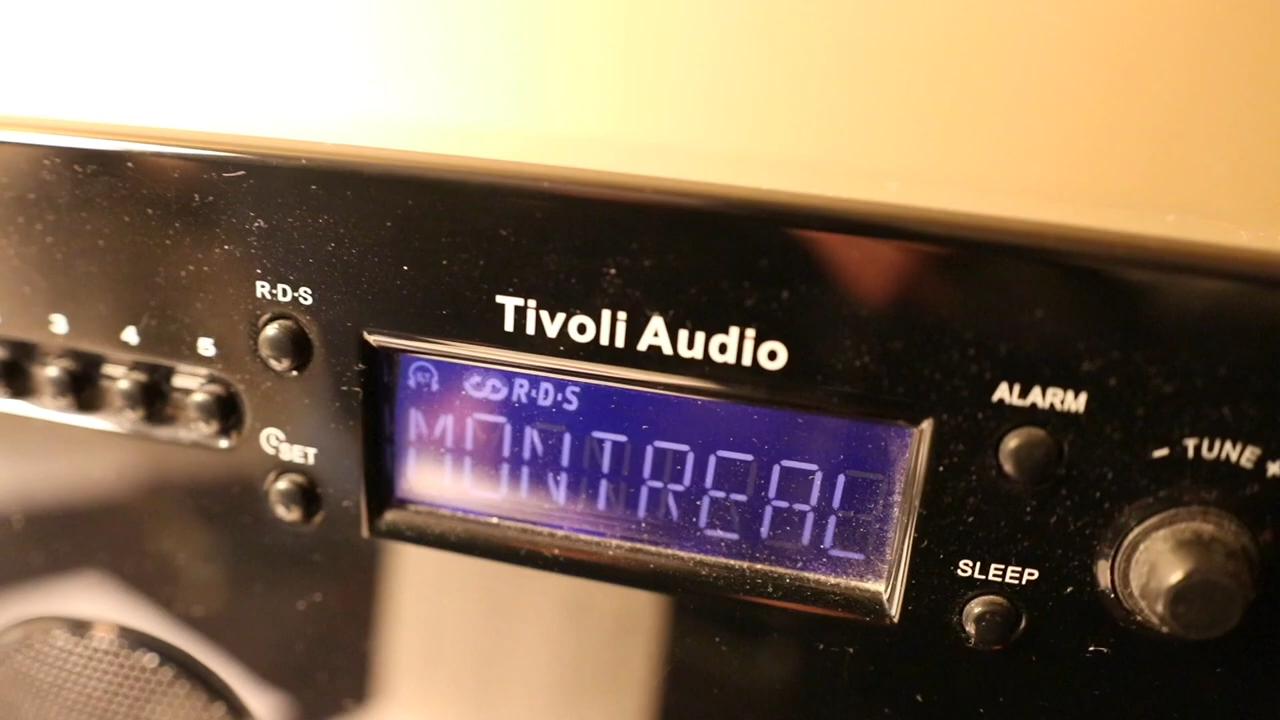 Tivoli Audio
R·D·S
3 4 5
SET
R·D·S
MONTREAL
ALARM
- TUNE
SLEEP